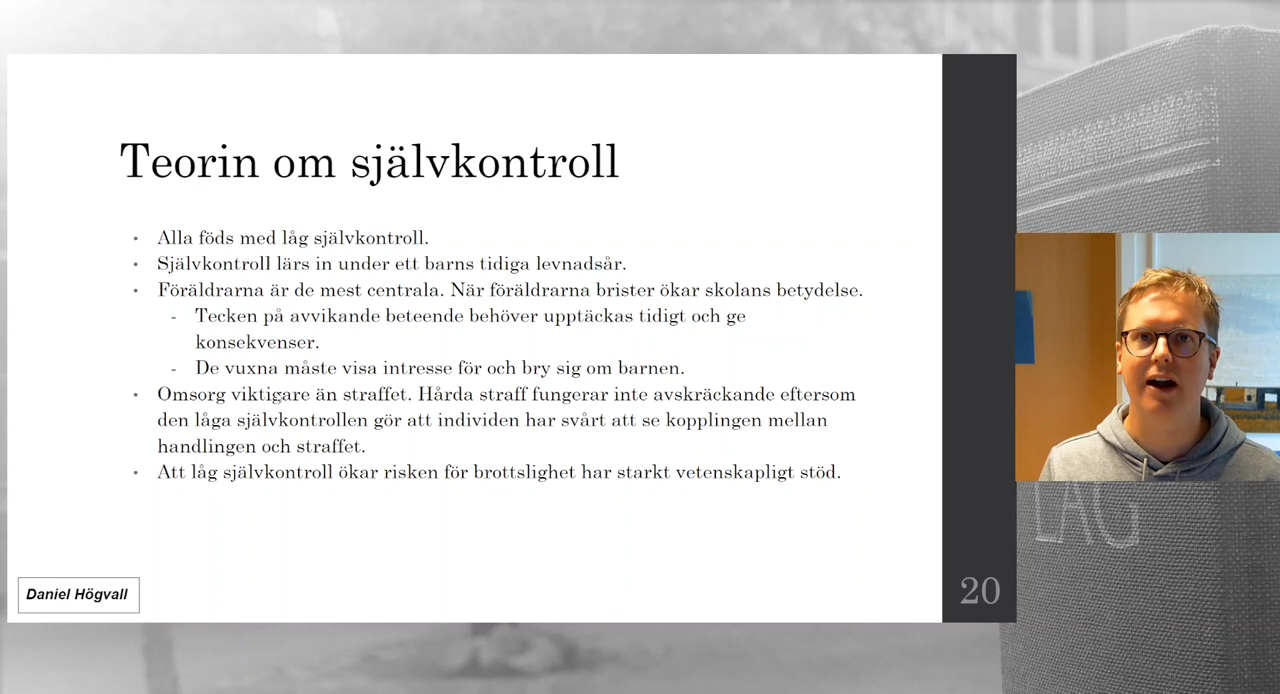 Teorin om självkontroll
• Alla föds med låg självkontroll.
• Självkontroll lärs in under ett barns tidiga levnadsår.
• Föräldrarna är de mest centrala. När föräldrarna brister ökar skolans betydelse.
- Tecken på avvikande beteende behöver upptäckas tidigt och ge
konsekvenser.
- De vuxna måste visa intresse för och bry sig om barnen.
• Omsorg viktigare än straffet. Hårda straff fungerar inte avskräckande eftersom
den låga självkontrollen gör att individen har svårt att se kopplingen mellan
handlingen och straffet.
• Att låg självkontroll ökar risken för brottslighet har starkt vetenskapligt stöd.
LAG
Daniel Högvall
20